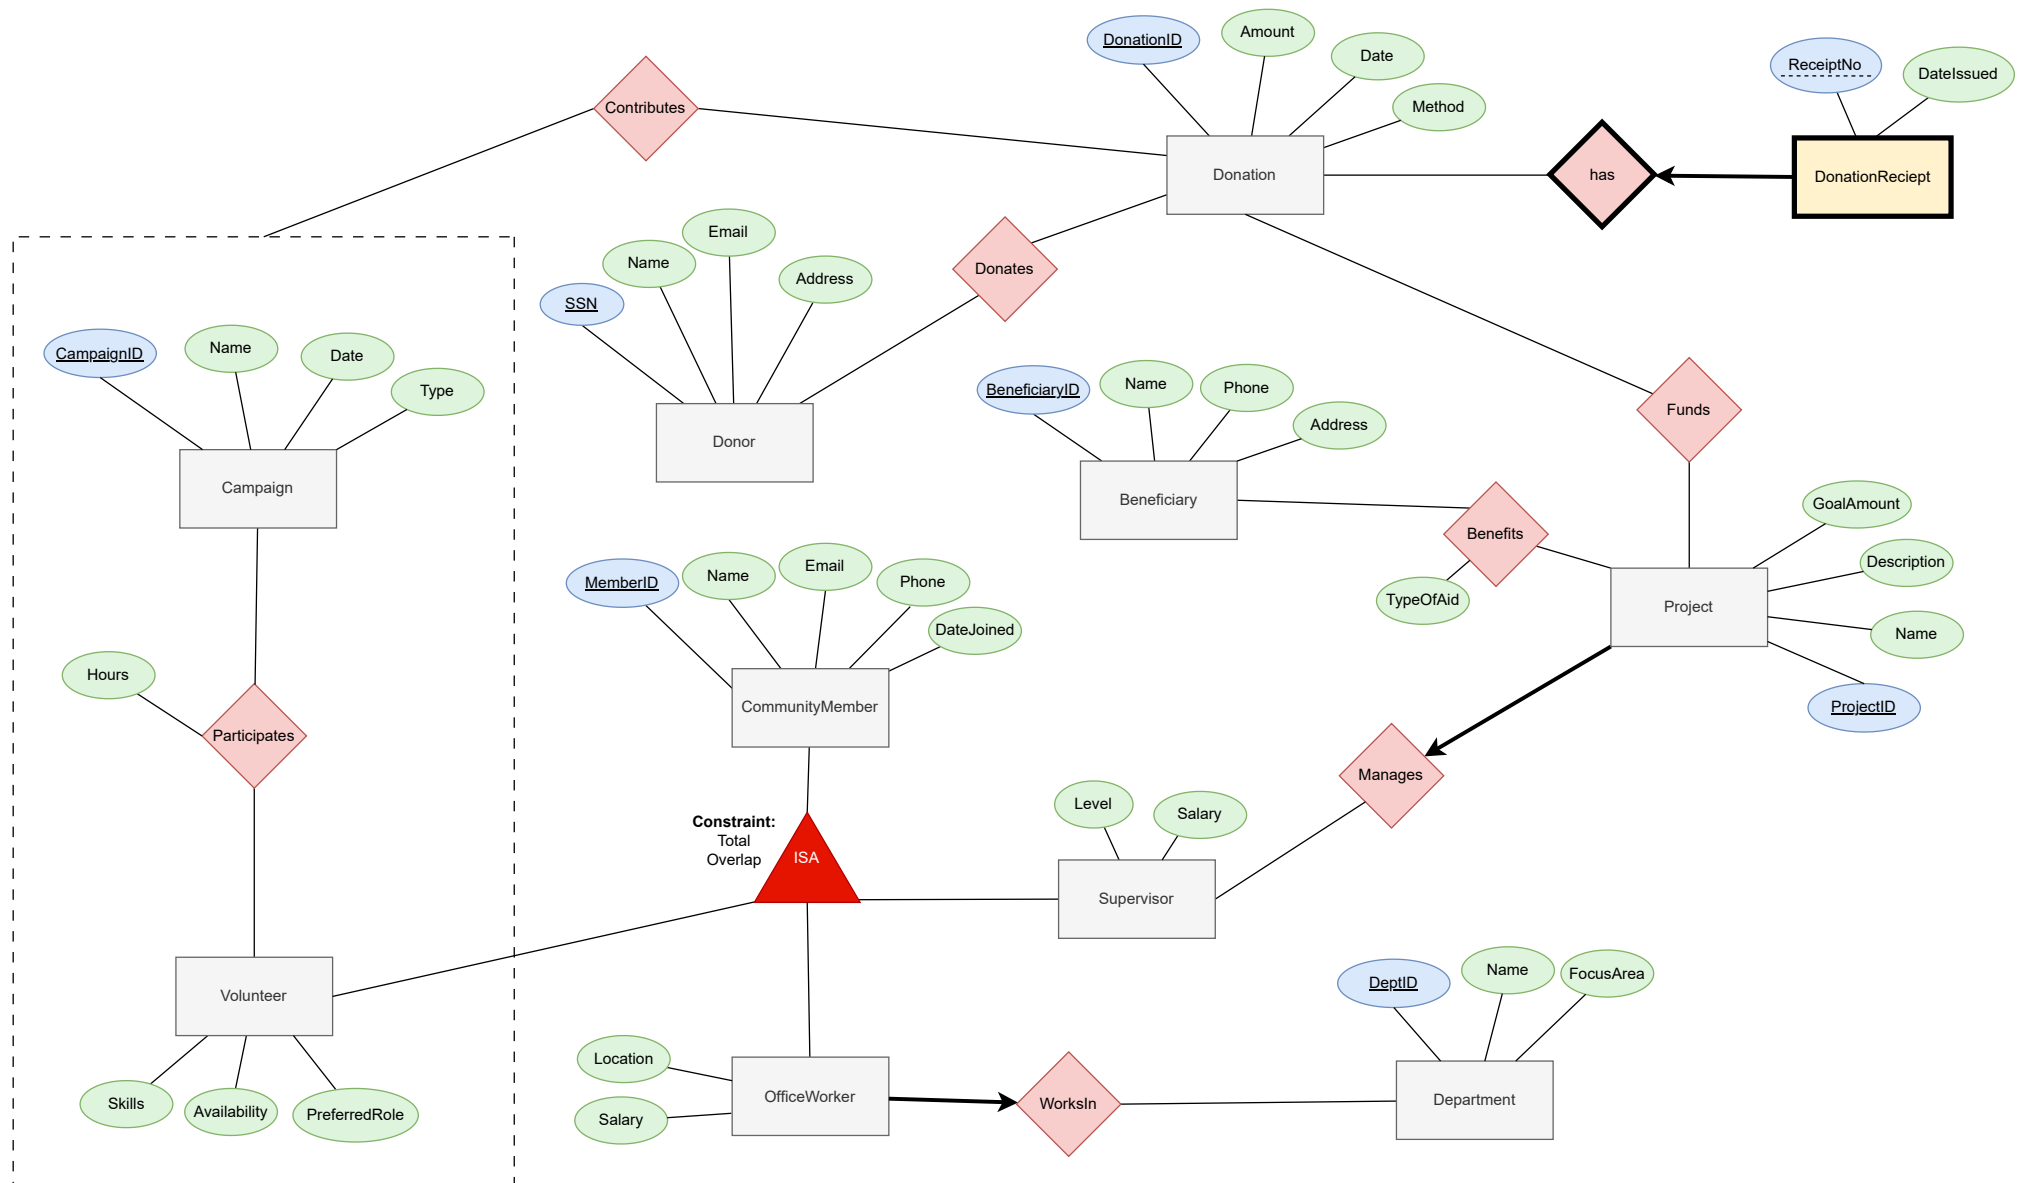 DonationID
Amount
Date
Method
ReceiptNo
DateIssued
Contributes
Donation
has
DonationReciept
Email
Name
Address
SSN
Donates
CampaignID
Name
Date
Type
Donor
BeneficiaryID
Name
Phone
Address
Funds
Campaign
Beneficiary
Benefits
TypeOfAid
GoalAmount
Description
Project
Name
ProjectID
MemberID
Name
Email
Phone
DateJoined
CommunityMember
Hours
Participates
Manages
Constraint:
Total
Overlap
ISA
Level
Salary
Supervisor
Volunteer
Skills
Availability
PreferredRole
Location
Salary
OfficeWorker
WorksIn
DeptID
Name
FocusArea
Department